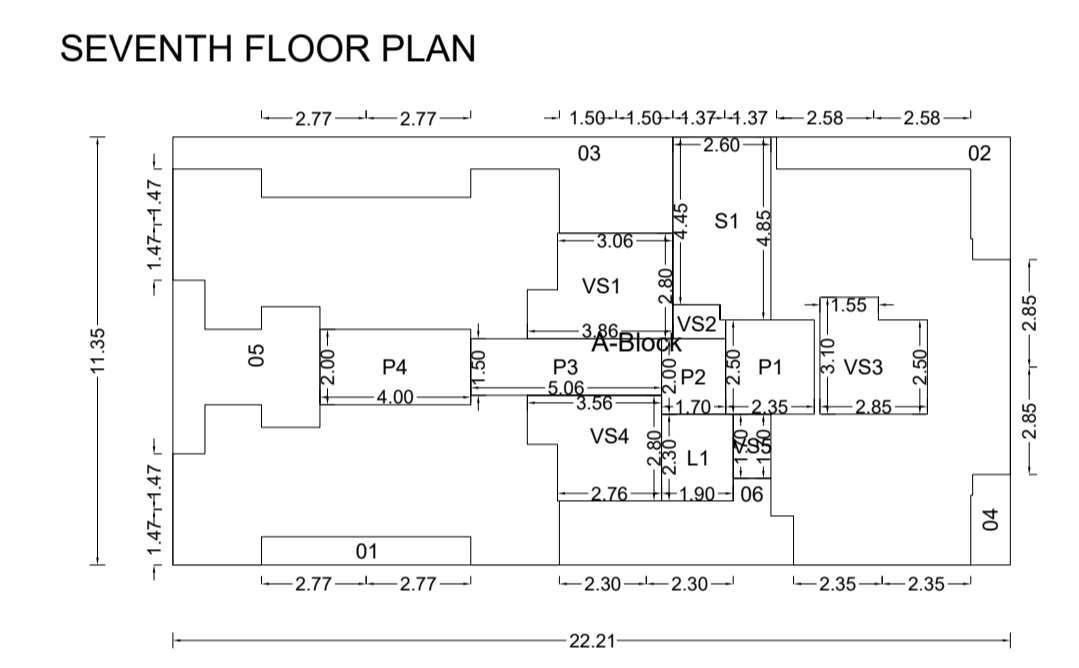 SEVENTH FLOOR PLAN
2.77 2.77 1.50 1.50 1.37 1.37 2.58 2.58
03 2.60 02
1.47 1.47
4.45 S1 4.85
3.06
VS1 2.80
2.85 2.85
1.55
VS2
3.86
A-Block
11.35
05 2.00 P4 1.50 P3 2.00 P2 2.50 P1 3.10 VS3 2.50
5.06
4.00 3.56 1.70 2.35 2.85
VS4 2.80 2.30 L1 1.70 VS5 1.70
2.76 1.90 06
1.47 1.47
04
01
2.77 2.77 2.30 2.30 2.35 2.35
22.21